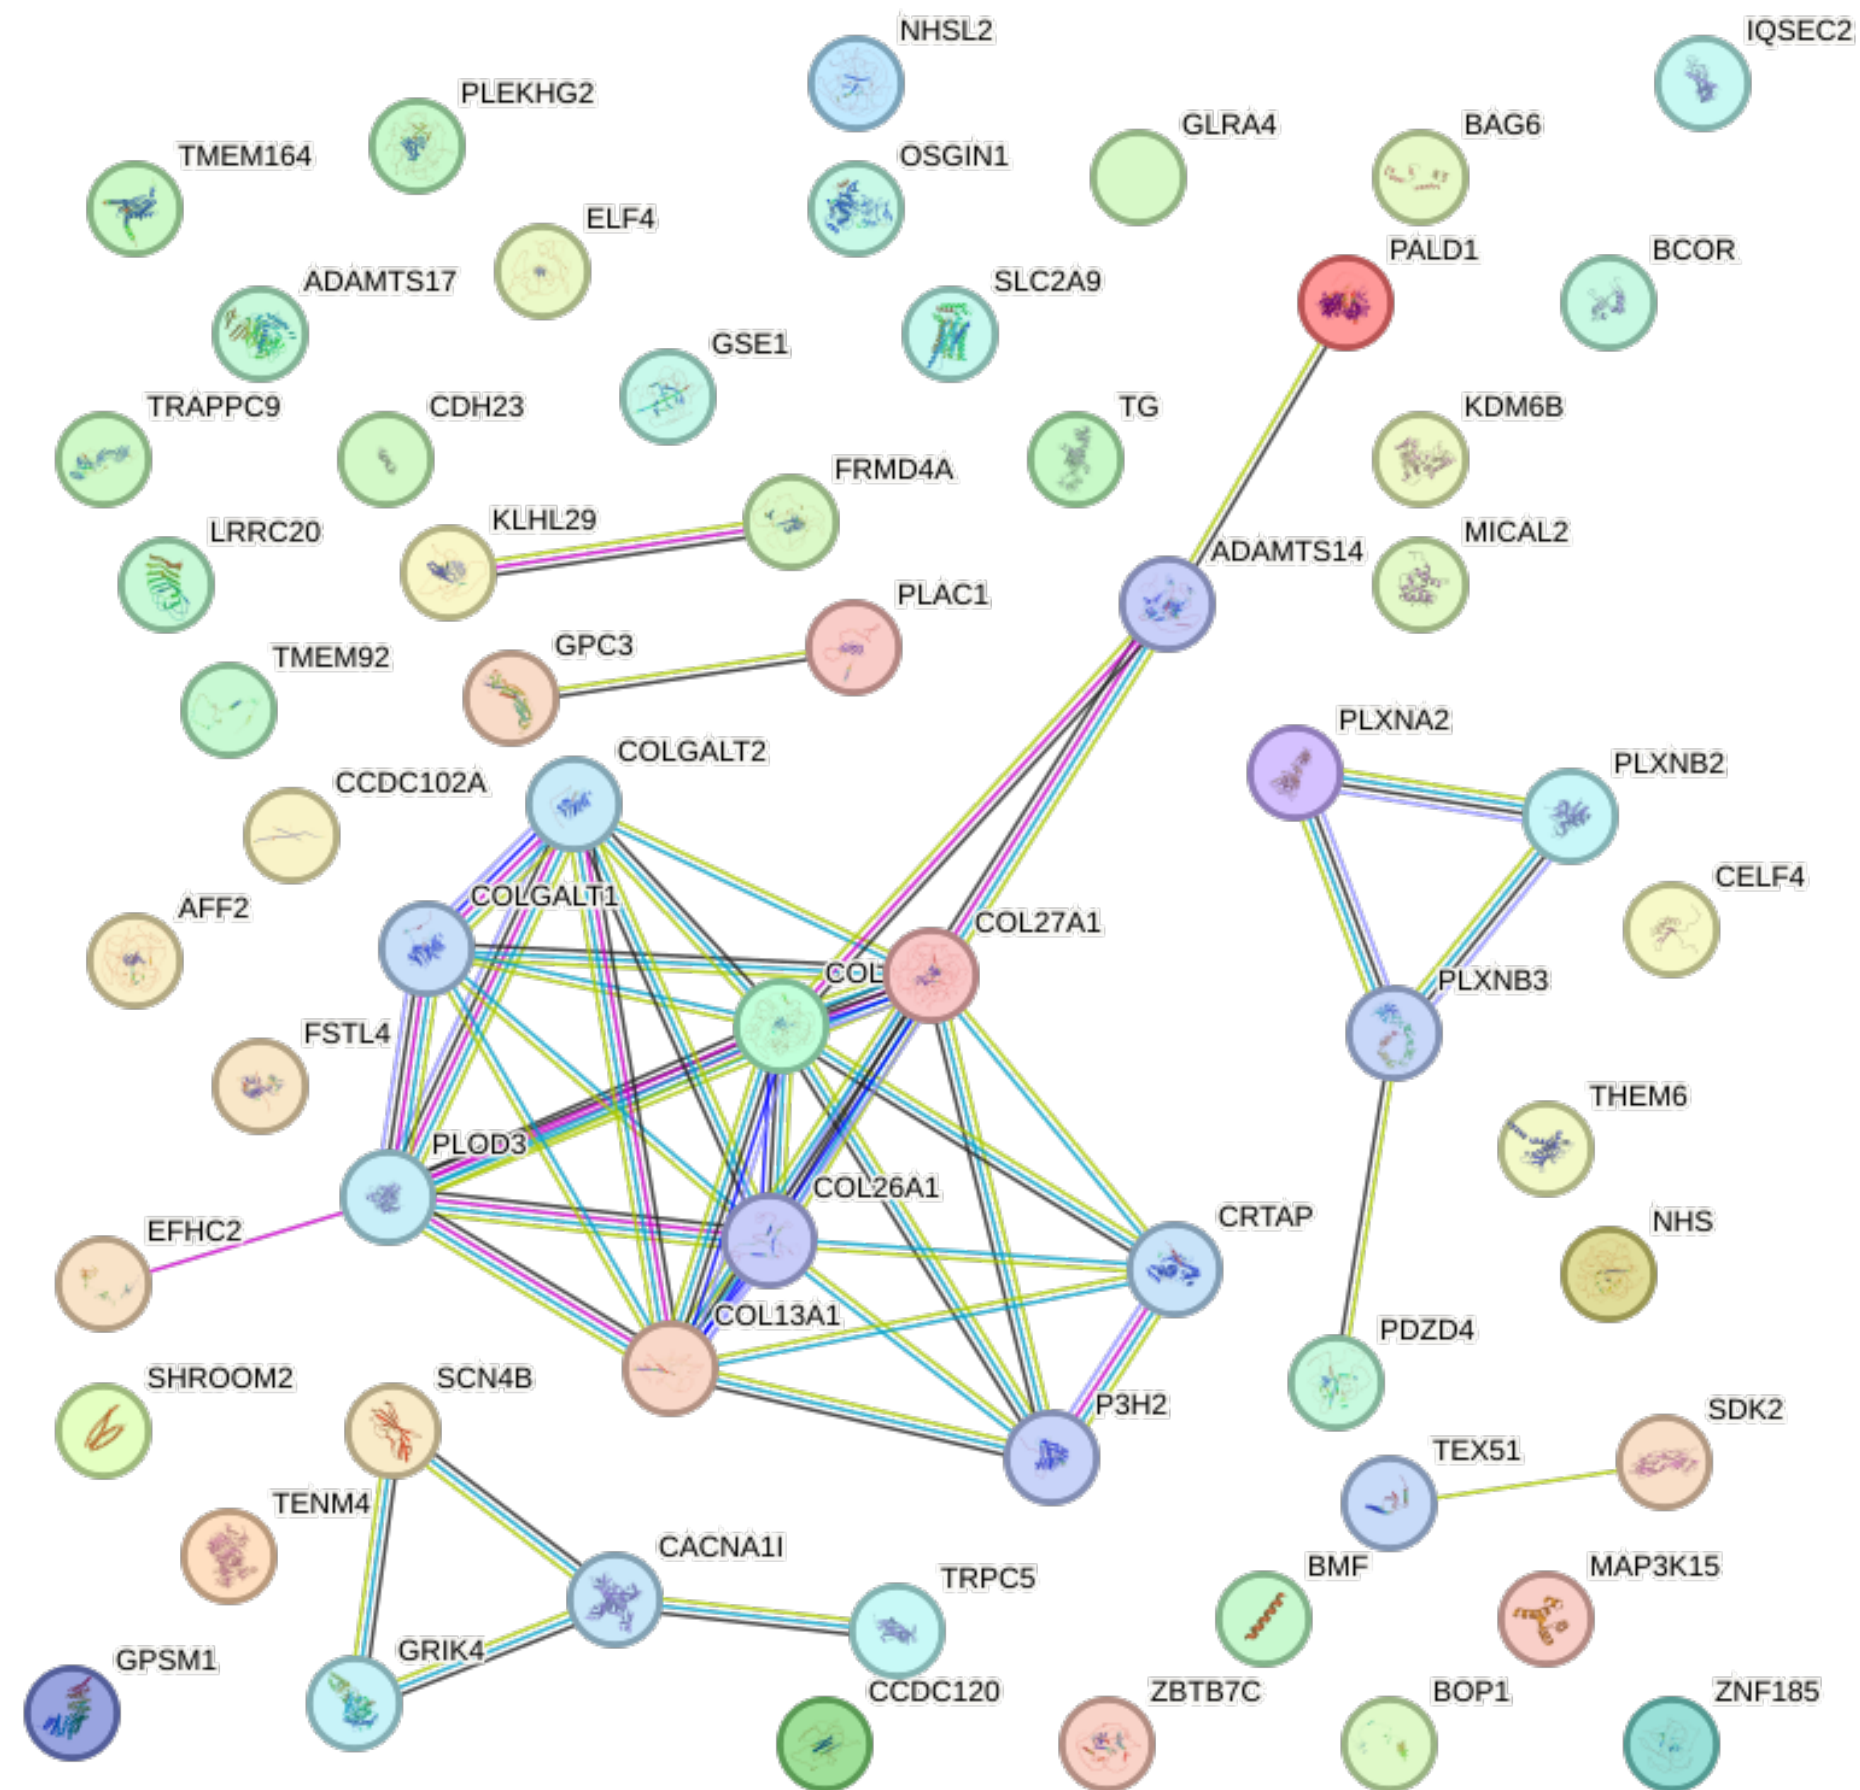 NHSL2
IQSEC2
PLEKHG2
GLRA4
BAG6
TMEM164
OSGIN1
ELF4
PALD1
BCOR
ADAMTS17
SLC2A9
GSE1
TRAPPC9
CDH23
TG
KDM6B
FRMD4A
LRRC20
KLHL29
MICAL2
ADAMTS14
PLAC1
GPC3
TMEM92
PLXNA2
COLGALT2
PLXNB2
CCDC102A
CELF4
COLGALT1
AFF2
COL27A1
COL
PLXNB3
FSTL4
THEM6
PLOD3
COL26A1
CRTAP
NHS
EFHC2
COL13A1
PDZD4
SHROOM2
SCN4B
P3H2
SDK2
TEX51
TENM4
CACNA1I
BMF
MAP3K15
TRPC5
GRIK4
GPSM1
CCDC120
ZBTB7C
BOP1
ZNF185